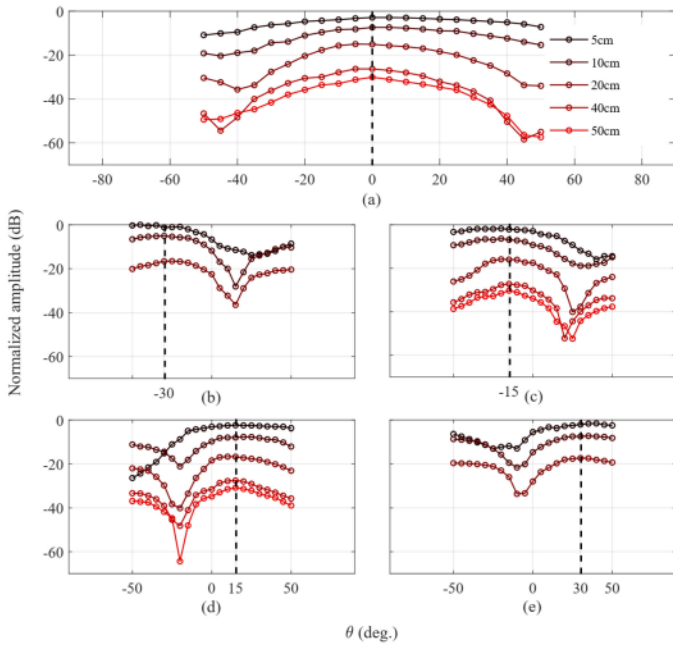 0
-20
-40
-60
5cm
10cm
20cm
40cm
50cm
-80 -60 -40 -20 0 20 40 60 80
(a)
Normalized amplitude (dB)
0
-20
-40
-60
-30
(b)
-15
(c)
0
-20
-40
-60
-50 0 15 50
(d)
-50 0 30 50
(e)
θ (deg.)